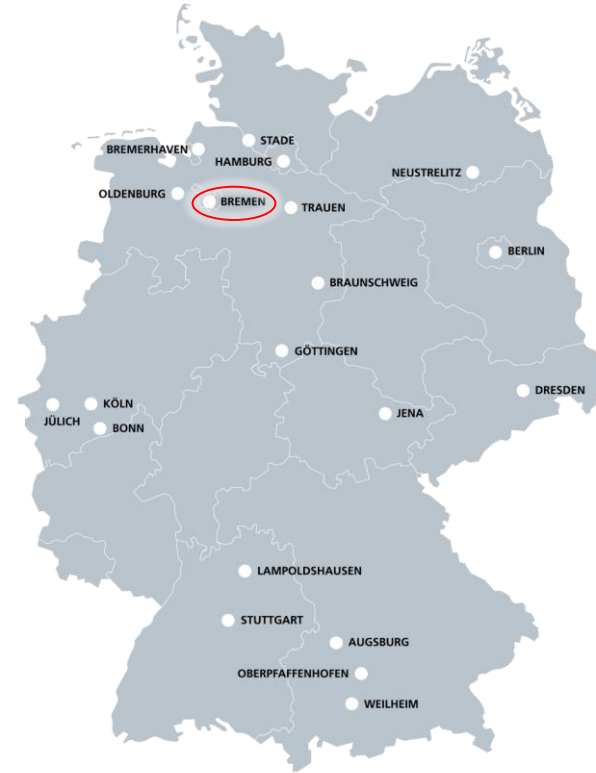 STADE
BREMERHAVEN
HAMBURG
NEUSTRELITZ
OLDENBURG
BREMEN
TRAUEN
BERLIN
BRAUNSCHWEIG
GÖTTINGEN
DRESDEN
KÖLN
JENA
JÜLICH
BONN
LAMPOLDSHAUSEN
STUTTGART
AUGSBURG
OBERPFAFFENHOFEN
WEILHEIM